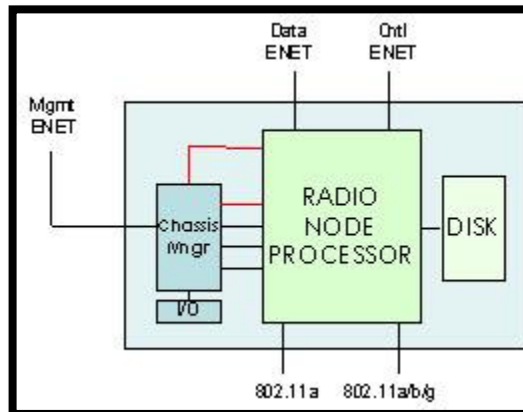 Data
ENET
Cntl
ENET
Mgmt
ENET
RADIO
NODE
PROCESSOR
DISK
Chassis
Mngr
I/O
802.11a
802.11a/b/g